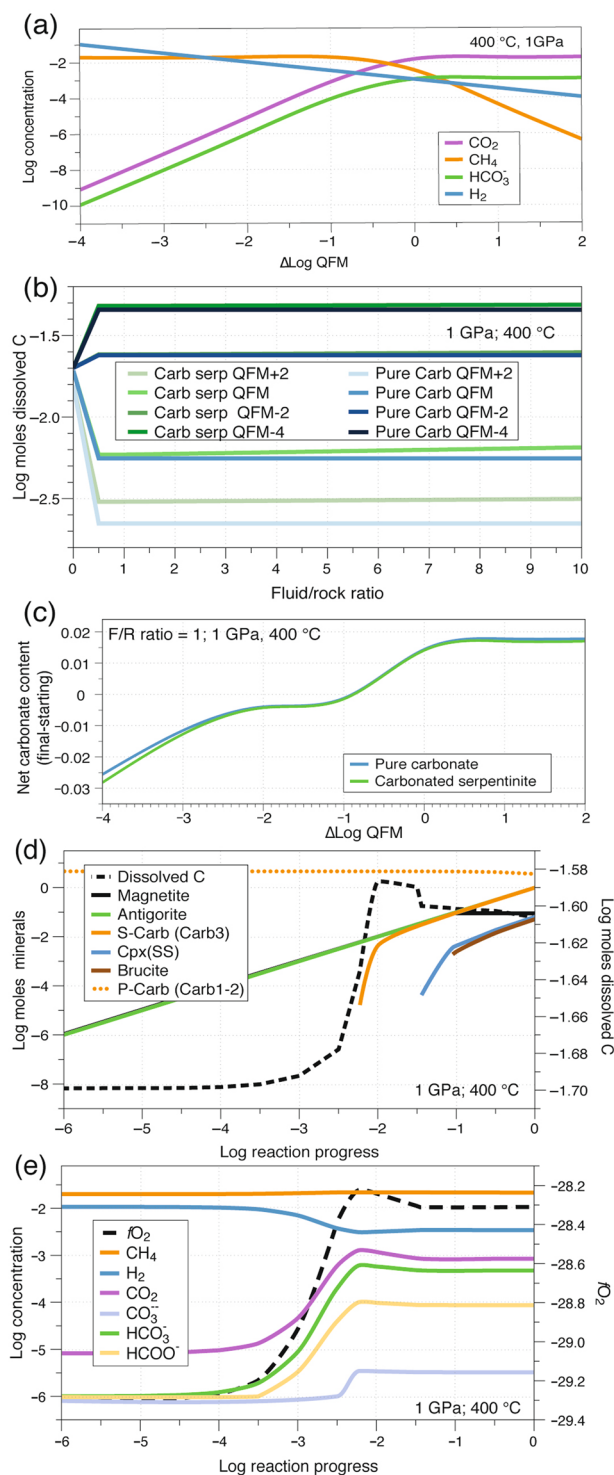 (a)
400 °C, 1GPa
Log concentration
−2
−4
−6
−8
−10
CO2
CH4
HCO3-
H2
−4 −3 −2 −1 0 1 2
ΔLog QFM
(b)
1 GPa; 400 °C
Log moles dissolved C
−1.5
−2.0
−2.5
Carb serp QFM+2 Pure Carb QFM+2
Carb serp QFM Pure Carb QFM
Carb serp QFM-2 Pure Carb QFM-2
Carb serp QFM-4 Pure Carb QFM-4
0 1 2 3 4 5 6 7 8 9 10
Fluid/rock ratio
(c)
F/R ratio = 1; 1 GPa, 400 °C
Net carbonate content
(final-starting)
0.02
0.01
0
−0.01
−0.02
−0.03
Pure carbonate
Carbonated serpentinite
−4 −3 −2 −1 0 1 2
ΔLog QFM
(d)
Log moles minerals
0
−2
−4
−6
−8
Dissolved C
Magnetite
Antigorite
S-Carb (Carb3)
Cpx(SS)
Brucite
P-Carb (Carb1-2)
−1.58
−1.60
−1.62
−1.64
−1.66
−1.68
−1.70
Log moles dissolved C
1 GPa; 400 °C
−6 −5 −4 −3 −2 −1 0
Log reaction progress
(e)
Log concentration
−2
−3
−4
−5
−6
fO2
CH4
H2
CO2
CO3--
HCO3-
HCOO-
−28.2
−28.4
−28.6
−28.8
−29.0
−29.2
−29.4
fO2
1 GPa; 400 °C
−6 −5 −4 −3 −2 −1 0
Log reaction progress